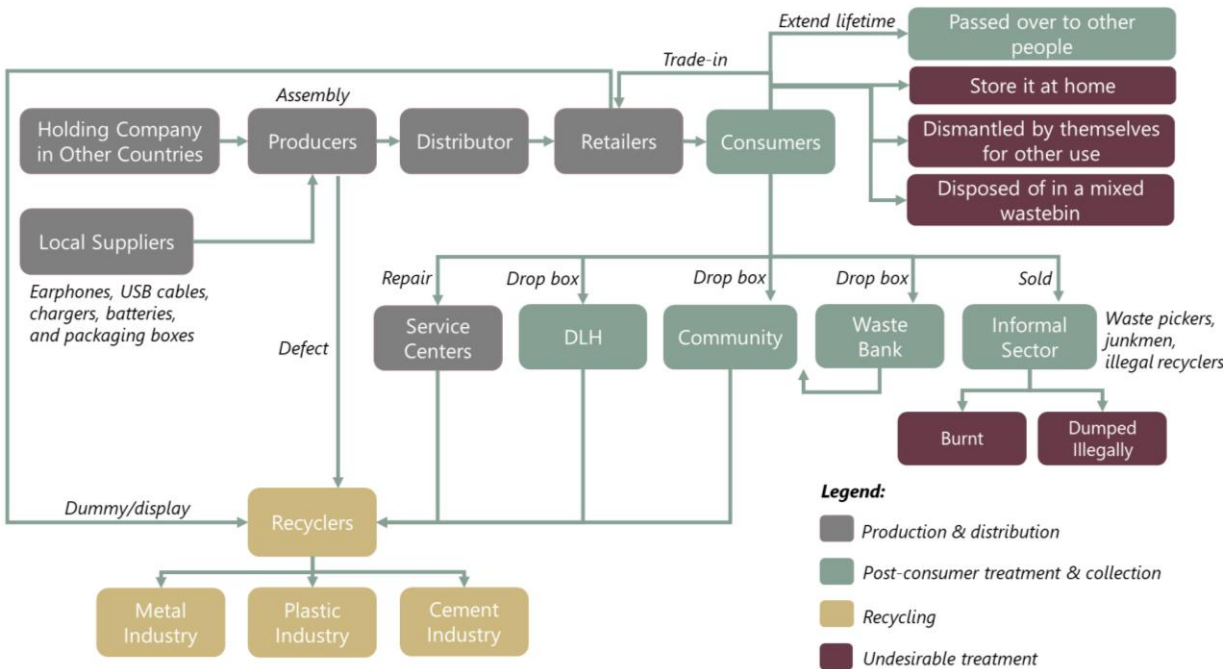 Extend lifetime
Passed over to other
people
Trade-in
Store it at home
Assembly
Holding Company
in Other Countries
Producers
Distributor
Retailers
Consumers
Dismantled by themselves
for other use
Disposed of in a mixed
wastebin
Local Suppliers
Earphones, USB cables,
chargers, batteries,
and packaging boxes
Defect
Repair
Drop box
Drop box
Drop box
Sold
Service
Centers
DLH
Community
Waste
Bank
Informal
Sector
Waste pickers,
junkmen,
illegal recyclers
Burnt
Dumped
Illegally
Dummy/display
Recyclers
Metal
Industry
Plastic
Industry
Cement
Industry
Legend:
Production & distribution
Post-consumer treatment & collection
Recycling
Undesirable treatment